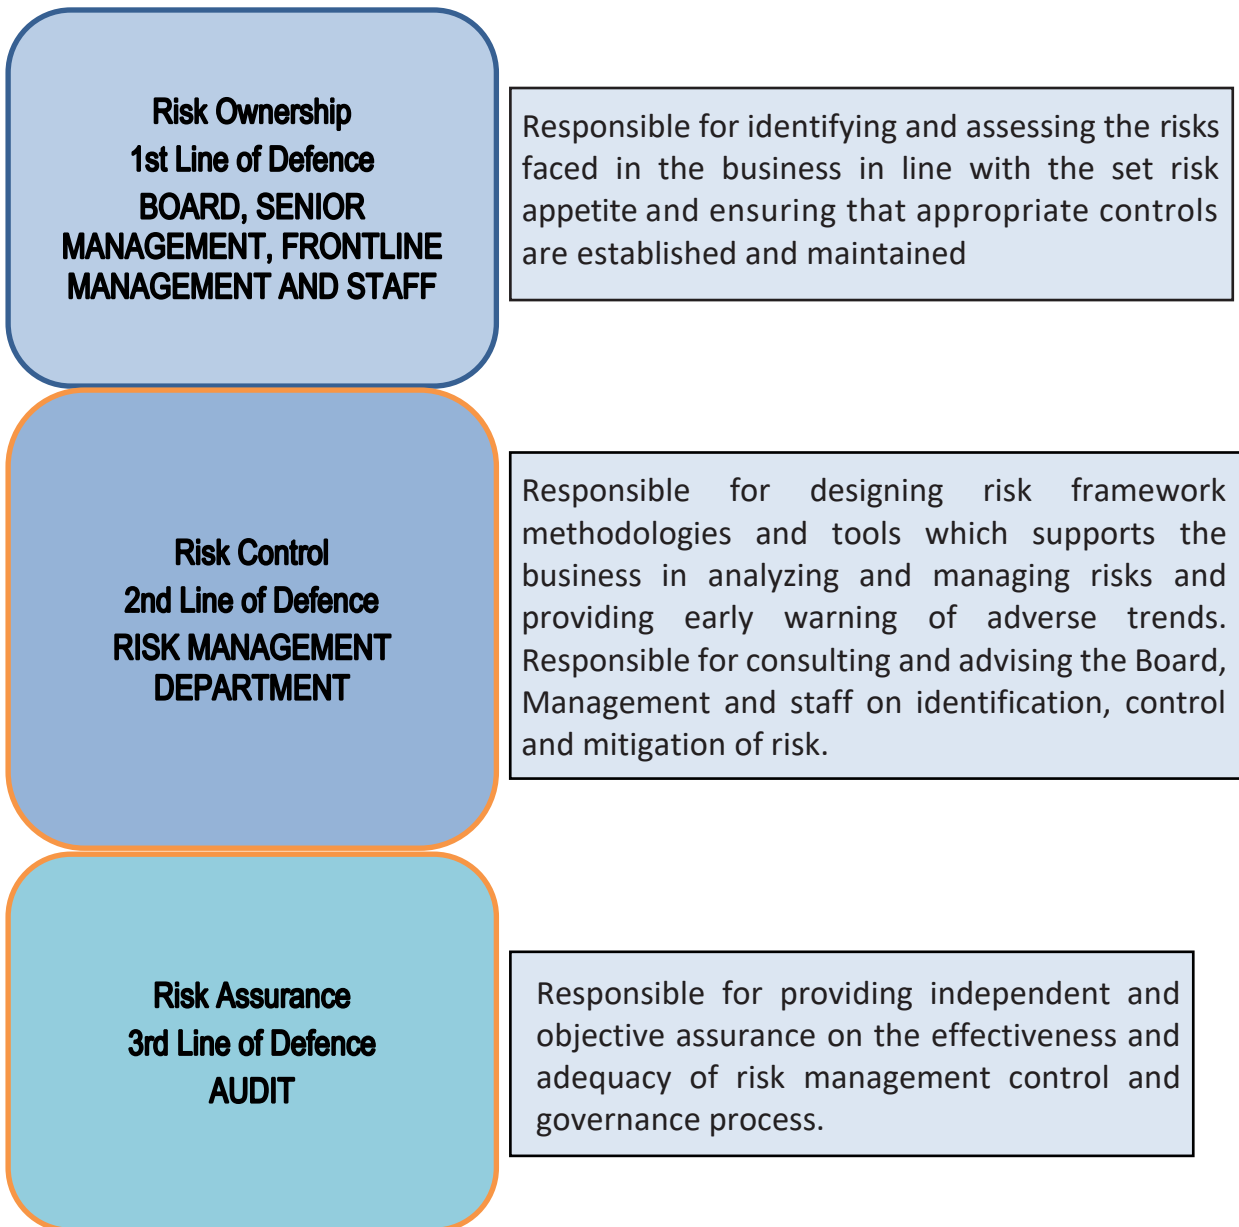 Risk Ownership
1st Line of Defence
BOARD, SENIOR
MANAGEMENT, FRONTLINE
MANAGEMENT AND STAFF
Responsible for identifying and assessing the risks
faced in the business in line with the set risk
appetite and ensuring that appropriate controls
are established and maintained
Risk Control
2nd Line of Defence
RISK MANAGEMENT
DEPARTMENT
Responsible for designing risk framework
methodologies and tools which supports the
business in analyzing and managing risks and
providing early warning of adverse trends.
Responsible for consulting and advising the Board,
Management and staff on identification, control
and mitigation of risk.
Risk Assurance
3rd Line of Defence
AUDIT
Responsible for providing independent and
objective assurance on the effectiveness and
adequacy of risk management control and
governance process.